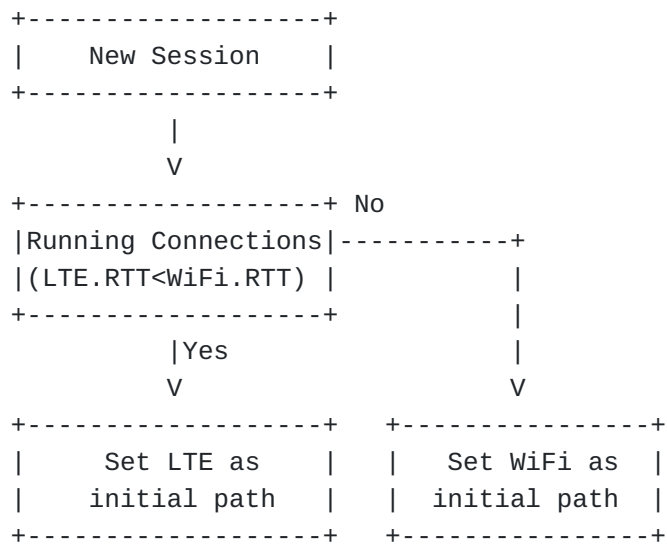 New Session
No
Running Connections
(LTE.RTT<WiFi.RTT)
Yes
Set LTE as
initial path
Set WiFi as
initial path